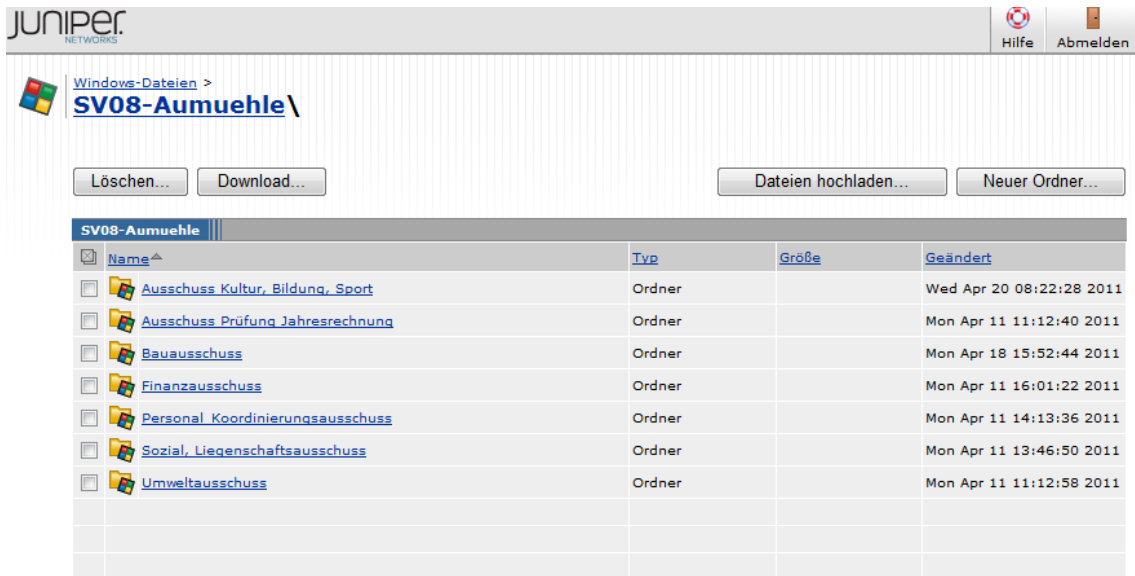 JUNIPER
NETWORKS
Hilfe
Abmelden
Windows-Dateien >
SV08-Aumuehle\
Löschen...
Download...
Dateien hochladen...
Neuer Ordner...
SV08-Aumuehle
Name Typ Größe Geändert
Ausschuss Kultur, Bildung, Sport Ordner Wed Apr 20 08:22:28 2011
Ausschuss Prüfung Jahresrechnung Ordner Mon Apr 11 11:12:40 2011
Bauausschuss Ordner Mon Apr 18 15:52:44 2011
Finanzausschuss Ordner Mon Apr 11 16:01:22 2011
Personal_Koordinierungsausschuss Ordner Mon Apr 11 14:13:36 2011
Sozial, Liegenschaftsausschuss Ordner Mon Apr 11 13:46:50 2011
Umweltausschuss Ordner Mon Apr 11 11:12:58 2011